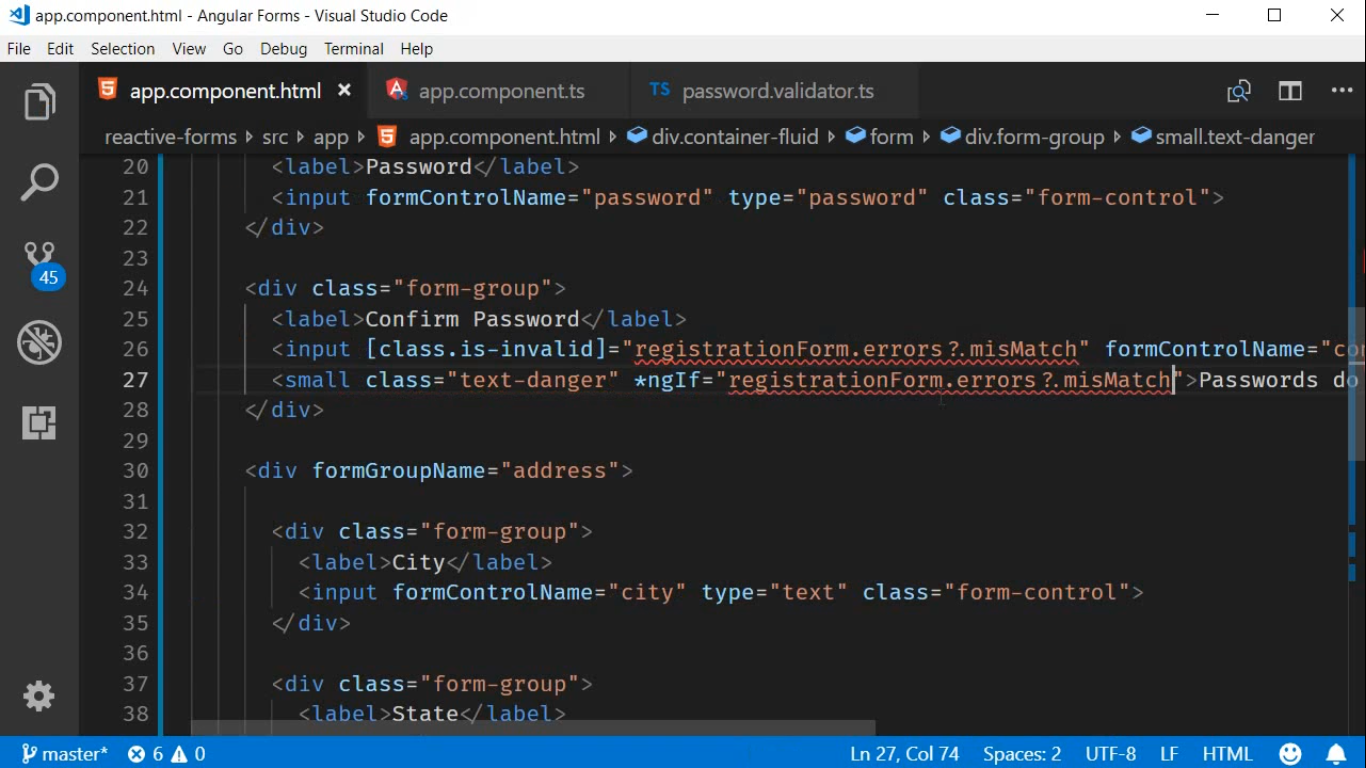 app.component.html - Angular Forms - Visual Studio Code
File Edit Selection View Go Debug Terminal Help
app.component.html app.component.ts TS password.validator.ts
reactive-forms src app app.component.html div.container-fluid form div.form-group small.text-danger
20 <label>Password</label>
21 <input formControlName="password" type="password" class="form-control">
22 </div>
23
24 <div class="form-group">
25 <label>Confirm Password</label>
26 <input [class.is-invalid]="registrationForm.errors?.misMatch" formControlName="co
27 <small class="text-danger" *ngIf="registrationForm.errors?.misMatch">Passwords do
28 </div>
29
30 <div formGroupName="address">
31
32 <div class="form-group">
33 <label>City</label>
34 <input formControlName="city" type="text" class="form-control">
35 </div>
36
37 <div class="form-group">
38 <label>State</label>
45
master* 6 0 Ln 27, Col 74 Spaces: 2 UTF-8 LF HTML